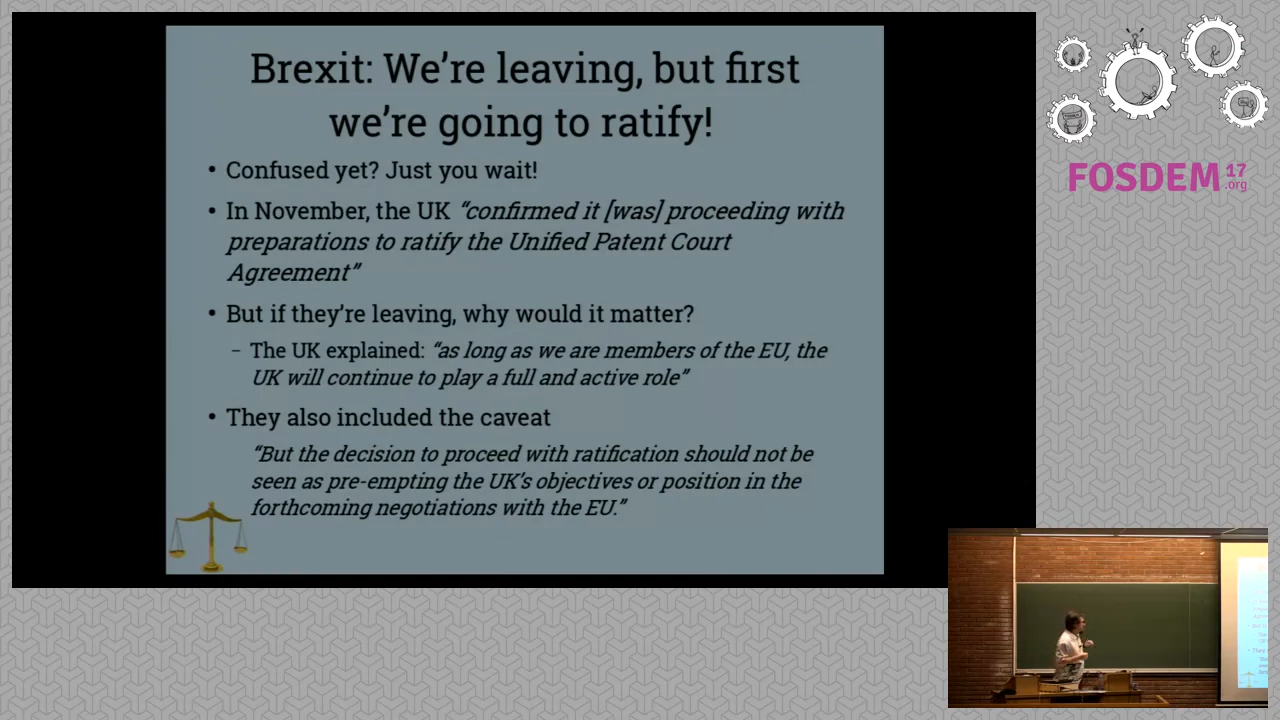 Brexit: We're leaving, but first
we're going to ratify!
• Confused yet? Just you wait!
• In November, the UK “confirmed it [was] proceeding with
preparations to ratify the Unified Patent Court
Agreement”
• But if they're leaving, why would it matter?
– The UK explained: “as long as we are members of the EU, the
UK will continue to play a full and active role”
• They also included the caveat
“But the decision to proceed with ratification should not be
seen as pre-empting the UK's objectives or position in the
forthcoming negotiations with the EU.”
FOSDEM 17
.org